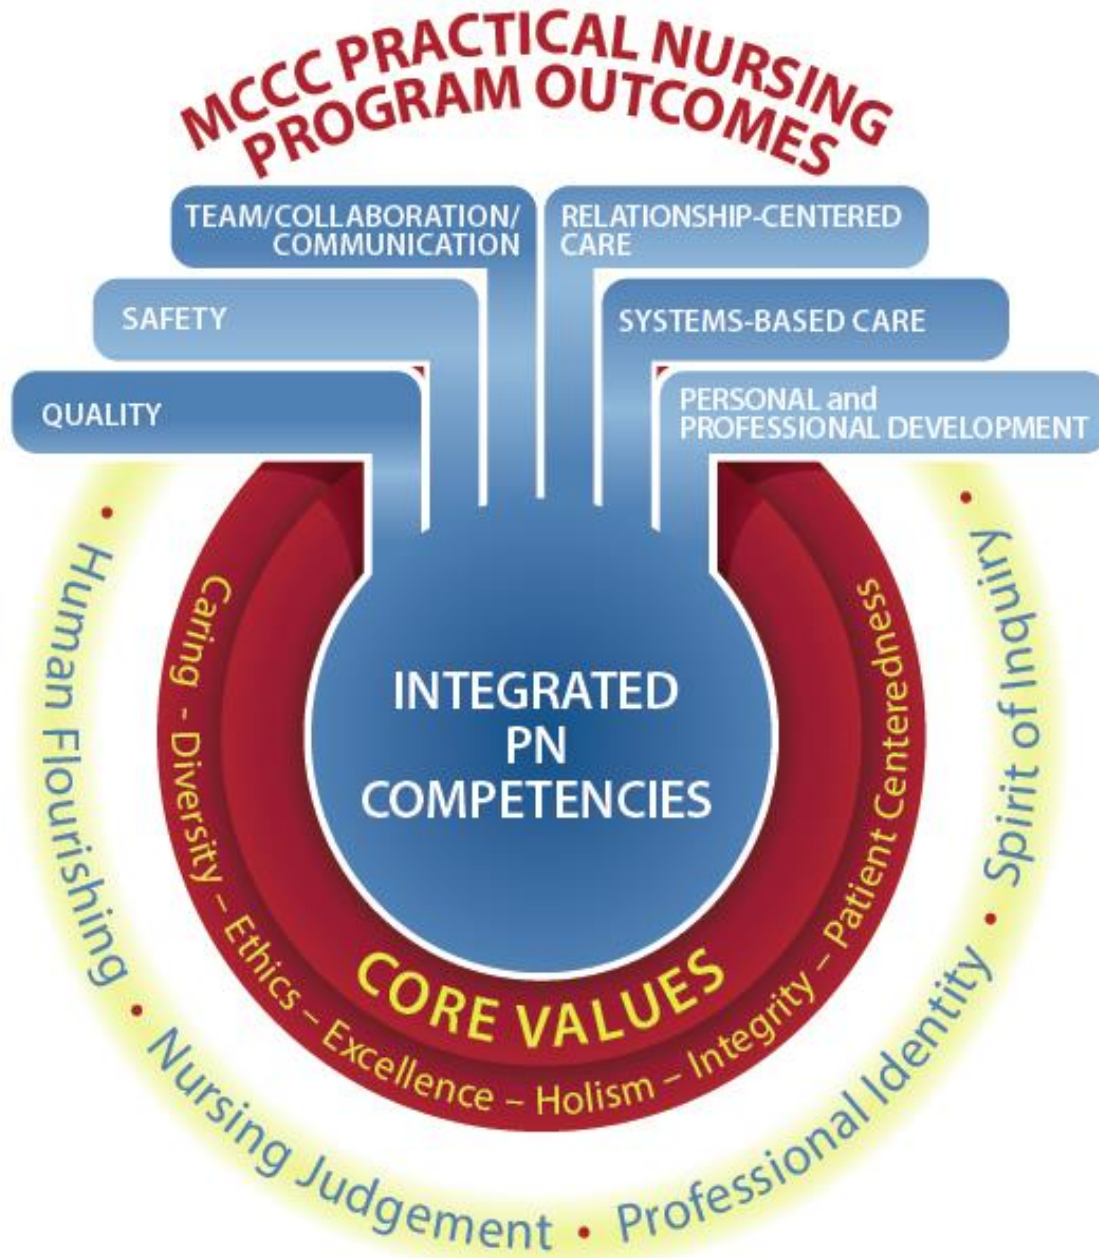 MCCC PRACTICAL NURSING
PROGRAM OUTCOMES
TEAM/COLLABORATION/
COMMUNICATION
RELATIONSHIP-CENTERED
CARE
SAFETY
SYSTEMS-BASED CARE
QUALITY
PERSONAL and
PROFESSIONAL DEVELOPMENT
INTEGRATED
PN
COMPETENCIES
CORE VALUES
Caring - Diversity – Ethics – Excellence – Holism – Integrity – Patient Centeredness
• Human Flourishing • Nursing Judgement • Professional Identity • Spirit of Inquiry •